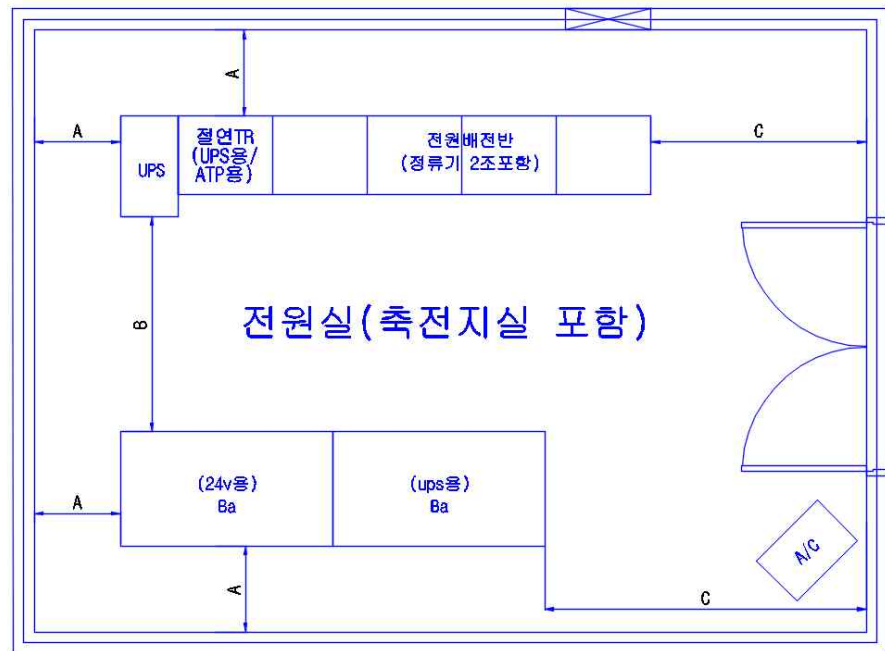 A
A
C
UPS
절연TR
(UPS용/
ATP용)
전원배전반
(정류기 2조포함)
B
전원실(축전지실 포함)
(24v용)
Ba
(ups용)
Ba
A
A
A/C
C